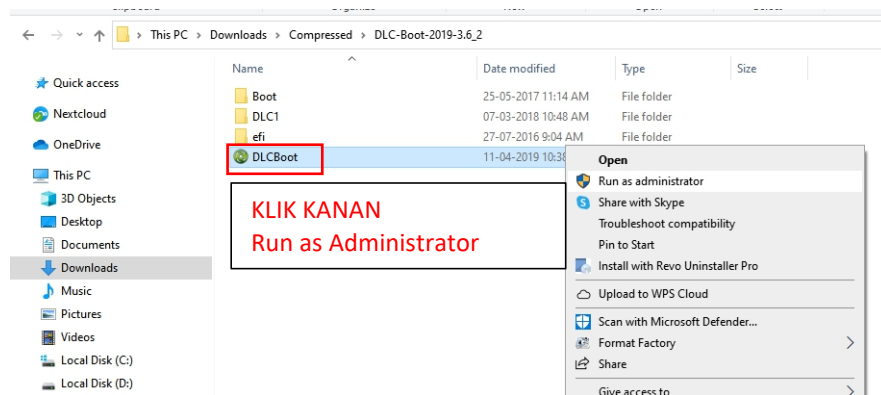 This PC > Downloads > Compressed > DLC-Boot-2019-3.6_2
Name Date modified Type Size
Quick access
Nextcloud
OneDrive
This PC
3D Objects
Desktop
Documents
Downloads
Music
Pictures
Videos
Local Disk (C:)
Local Disk (D:)
Boot 25-05-2017 11:14 AM File folder
DLC1 07-03-2018 10:48 AM File folder
efi 27-07-2016 9:04 AM File folder
DLCBoot 11-04-2019 10:38
KLIK KANAN
Run as Administrator
Open
Run as administrator
Share with Skype
Troubleshoot compatibility
Pin to Start
Install with Revo Uninstaller Pro
Upload to WPS Cloud
Scan with Microsoft Defender...
Format Factory
Share
Give access to